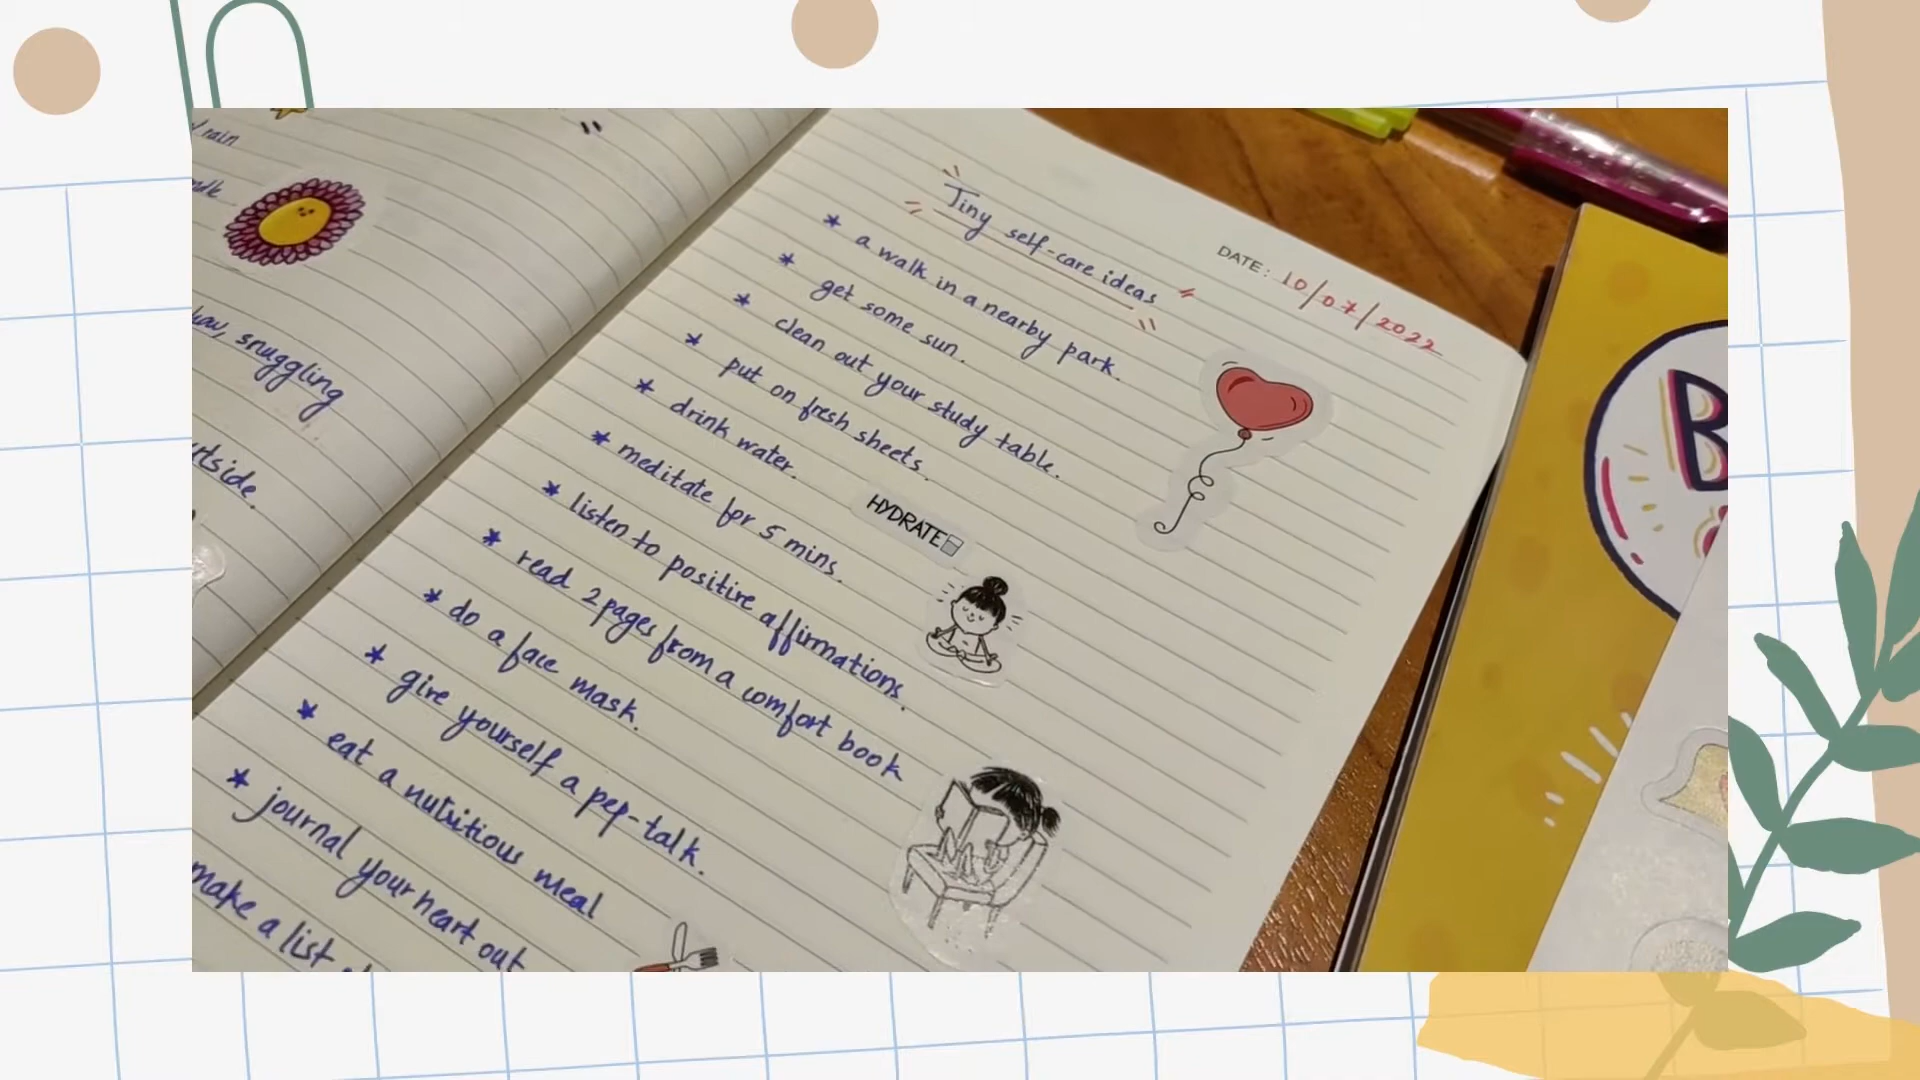 rain
snuggling
Tiny self-care ideas
DATE: 10/07/2022
* a walk in a nearby park.
* get some sun.
* clean out your study table.
* put on fresh sheets.
* drink water.
HYDRATE
* meditate for 5 mins.
* listen to positive affirmations.
* read 2 pages from a comfort book
* do a face mask.
* give yourself a pep-talk.
* eat a nutritious meal
* journal your heart out
make a list
B